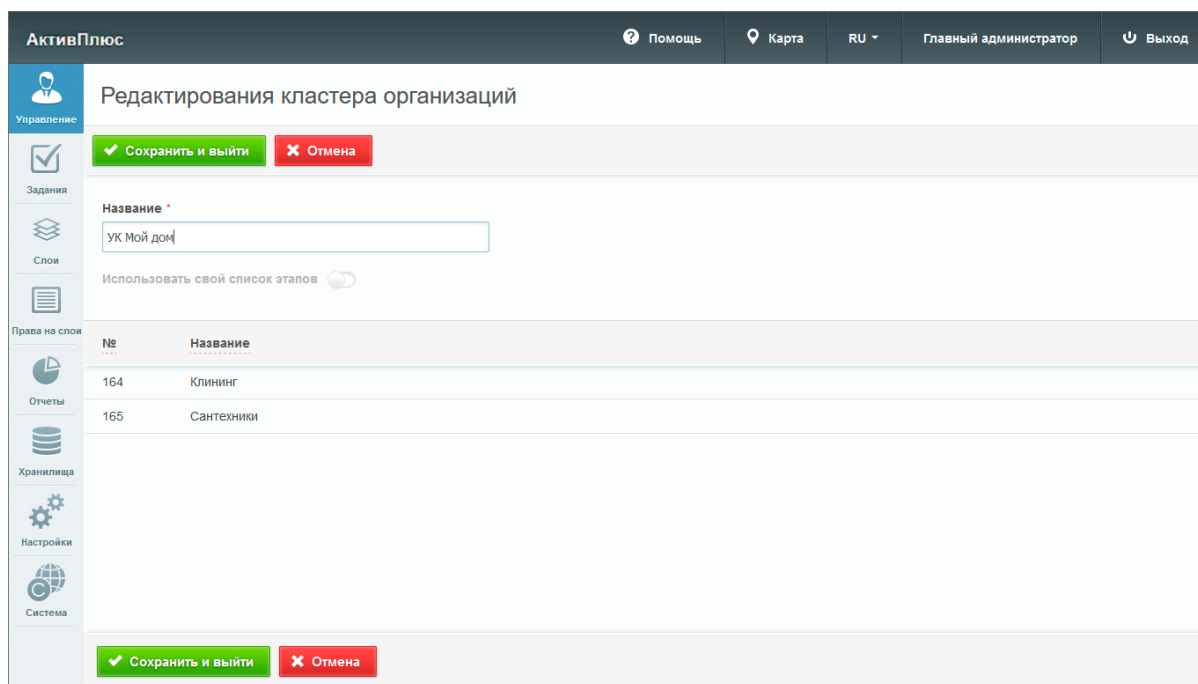 АктивПлюс
Помощь
Карта
RU
Главный администратор
Выход
Управление
Задания
Слои
Права на слои
Отчеты
Хранилища
Настройки
Система
Редактирования кластера организаций
Сохранить и выйти
Отмена
Название *
УК Мой дом
Использовать свой список этапов
№ Название
164 Клининг
165 Сантехники
Сохранить и выйти
Отмена